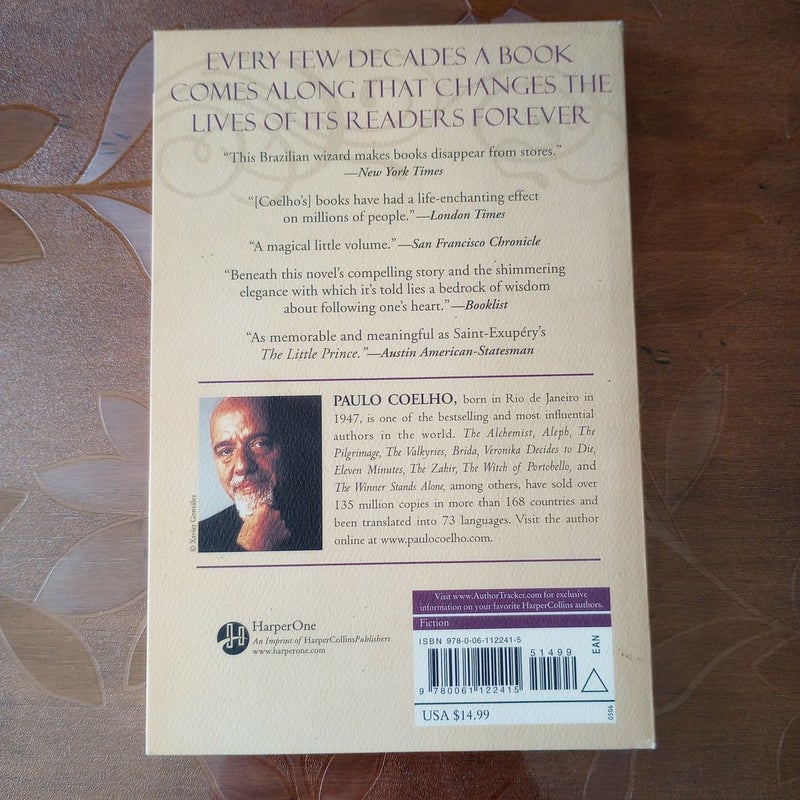 EVERY FEW DECADES A BOOK
COMES ALONG THAT CHANGES THE
LIVES OF ITS READERS FOREVER
“This Brazilian wizard makes books disappear from stores.”
—New York Times
“[Coelho’s] books have had a life-enchanting effect
on millions of people.”—London Times
“A magical little volume.”—San Francisco Chronicle
“Beneath this novel’s compelling story and the shimmering
elegance with which it’s told lies a bedrock of wisdom
about following one’s heart.”—Booklist
“As memorable and meaningful as Saint-Exupéry’s
The Little Prince.”—Austin American-Statesman
PAULO COELHO, born in Rio de Janeiro in
1947, is one of the bestselling and most influential
authors in the world. The Alchemist, Aleph, The
Pilgrimage, The Valkyries, Brida, Veronika Decides to Die,
Eleven Minutes, The Zahir, The Witch of Portobello, and
The Winner Stands Alone, among others, have sold over
135 million copies in more than 168 countries and
been translated into 73 languages. Visit the author
online at www.paulocoelho.com.
© Xavier González
HarperOne
An Imprint of HarperCollinsPublishers
www.harperone.com
Visit www.AuthorTracker.com for exclusive
information on your favorite HarperCollins authors.
Fiction
ISBN 978-0-06-112241-5
51499
EAN
9 780061 122415
USA $14.99
0506